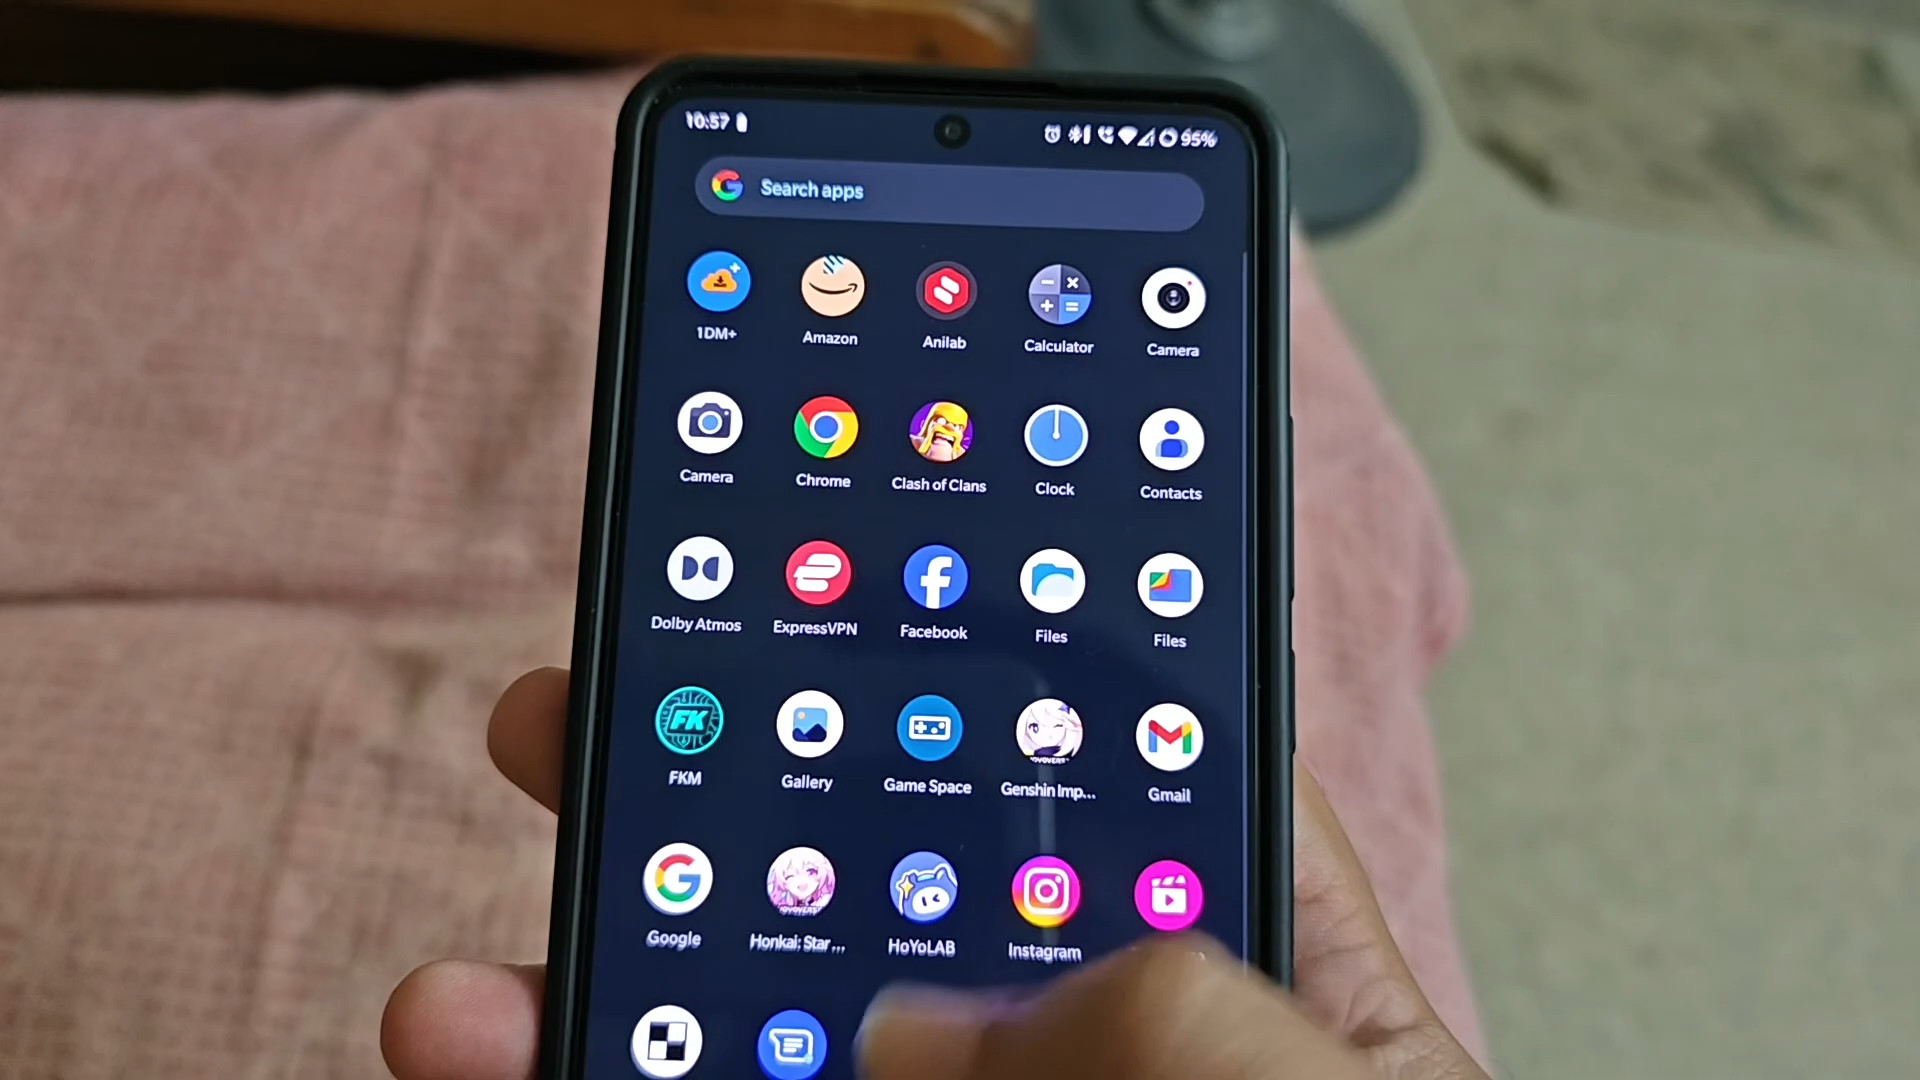 10:57 95%
Search apps
1DM+ Amazon Anilab Calculator Camera
Camera Chrome Clash of Clans Clock Contacts
Dolby Atmos ExpressVPN Facebook Files Files
FK
FKM Gallery Game Space Genshin Imp... Gmail
Google Honkai: Star ... HoYoLAB Instagram